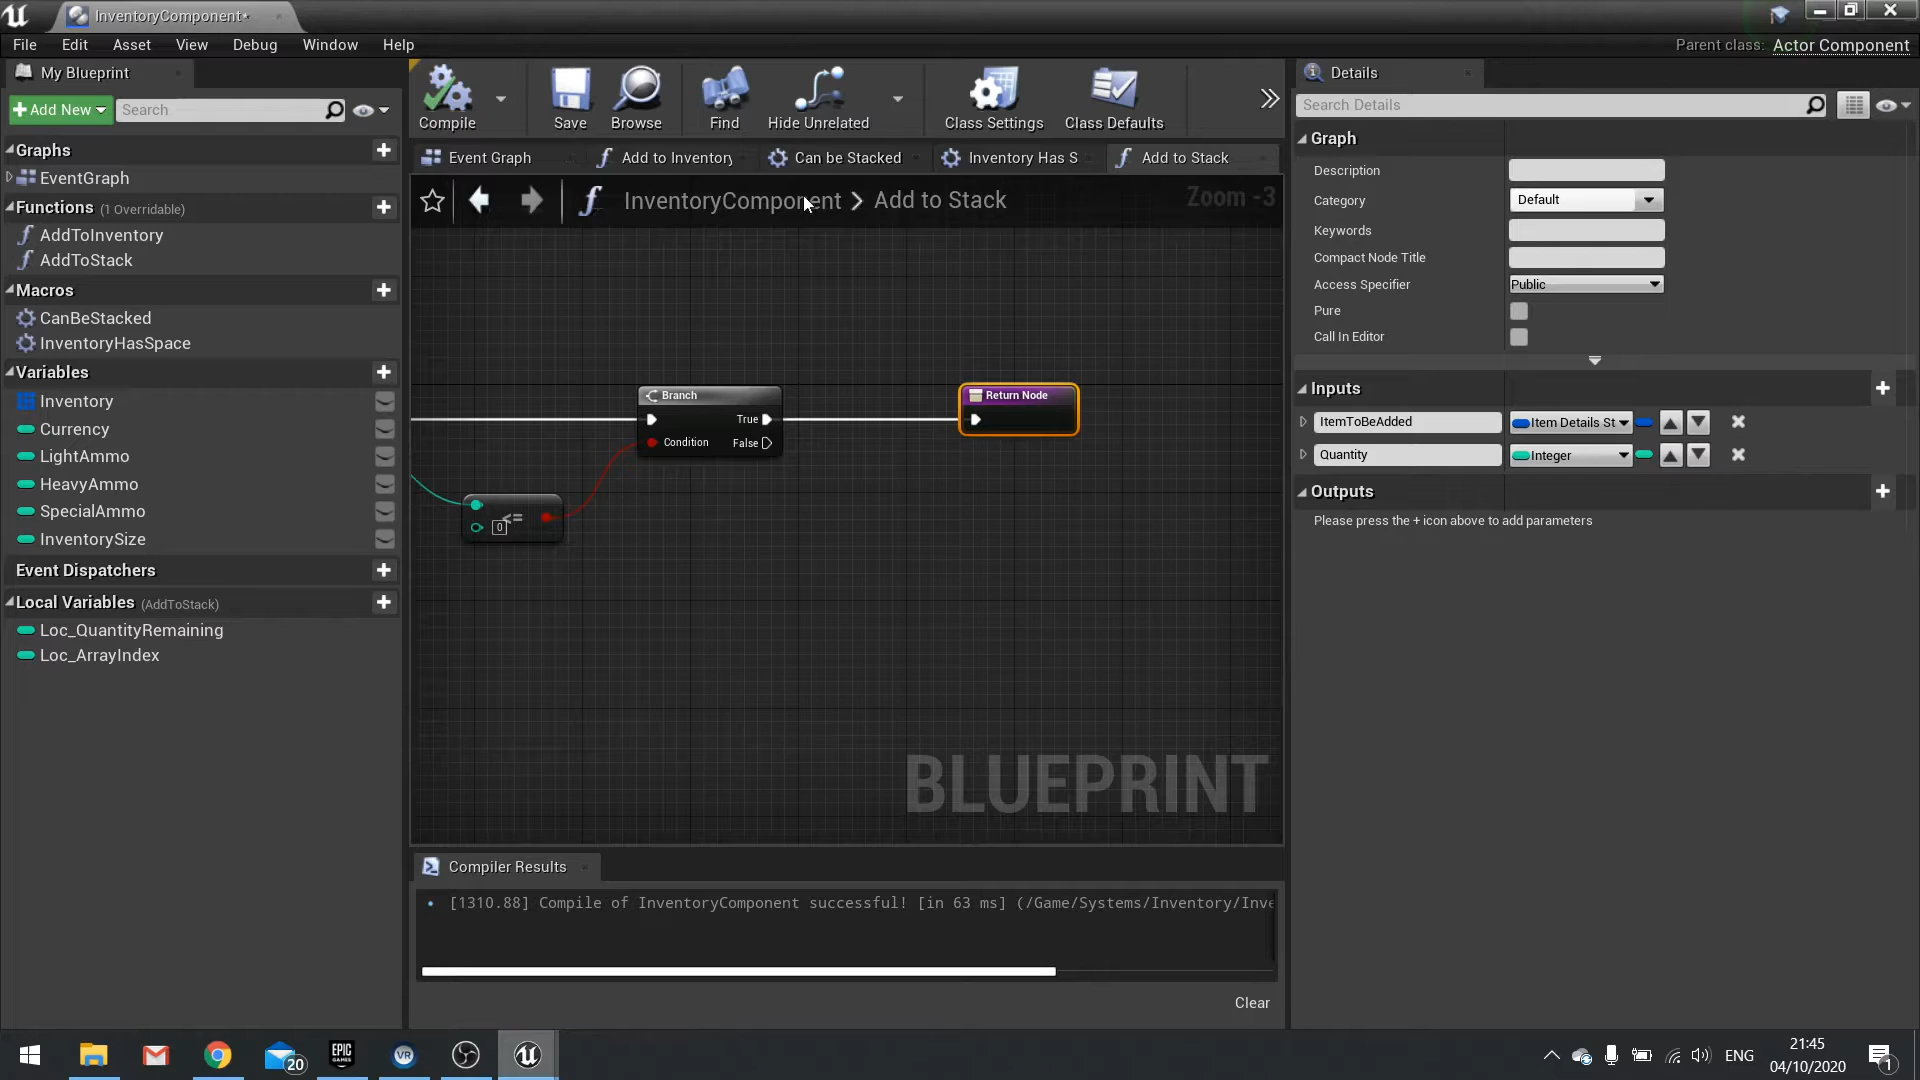 InventoryComponent*
File Edit Asset View Debug Window Help
Parent class: Actor Component
My Blueprint
Add New
Search
Graphs
EventGraph
Functions (1 Overridable)
AddToInventory
AddToStack
Macros
CanBeStacked
InventoryHasSpace
Variables
Inventory
Currency
LightAmmo
HeavyAmmo
SpecialAmmo
InventorySize
Event Dispatchers
Local Variables (AddToStack)
Loc_QuantityRemaining
Loc_ArrayIndex
Compile Save Browse Find Hide Unrelated Class Settings Class Defaults
Event Graph Add to Inventory Can be Stacked Inventory Has S Add to Stack
InventoryComponent > Add to Stack
Zoom -3
Branch
True
Condition False
Return Node
0 <=
BLUEPRINT
Compiler Results
• [1310.88] Compile of InventoryComponent successful! [in 63 ms] (/Game/Systems/Inventory/Inve
Clear
Details
Search Details
Graph
Description
Category Default
Keywords
Compact Node Title
Access Specifier Public
Pure
Call In Editor
Inputs
ItemToBeAdded Item Details St
Quantity Integer
Outputs
Please press the + icon above to add parameters
20
EPIC GAMES
VR
ENG
21:45
04/10/2020
1